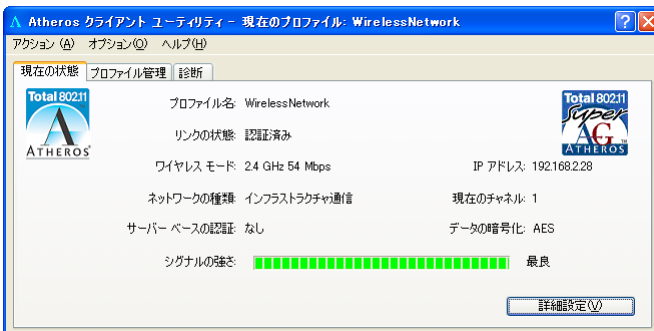 Atheros クライアント ユーティリティ - 現在のプロファイル: WirelessNetwork
アクション (A) オプション(O) ヘルプ(H)
現在の状態 プロファイル管理 診断
Total 802.11
ATHEROS
Total 802.11
Super
AG
ATHEROS
プロファイル名: WirelessNetwork
リンクの状態: 認証済み
ワイヤレス モード: 2.4 GHz 54 Mbps
IP アドレス: 192.168.2.28
ネットワークの種類: インフラストラクチャ通信
現在のチャネル: 1
サーバー ベースの認証: なし
データの暗号化: AES
シグナルの強さ: 最良
詳細設定(V)